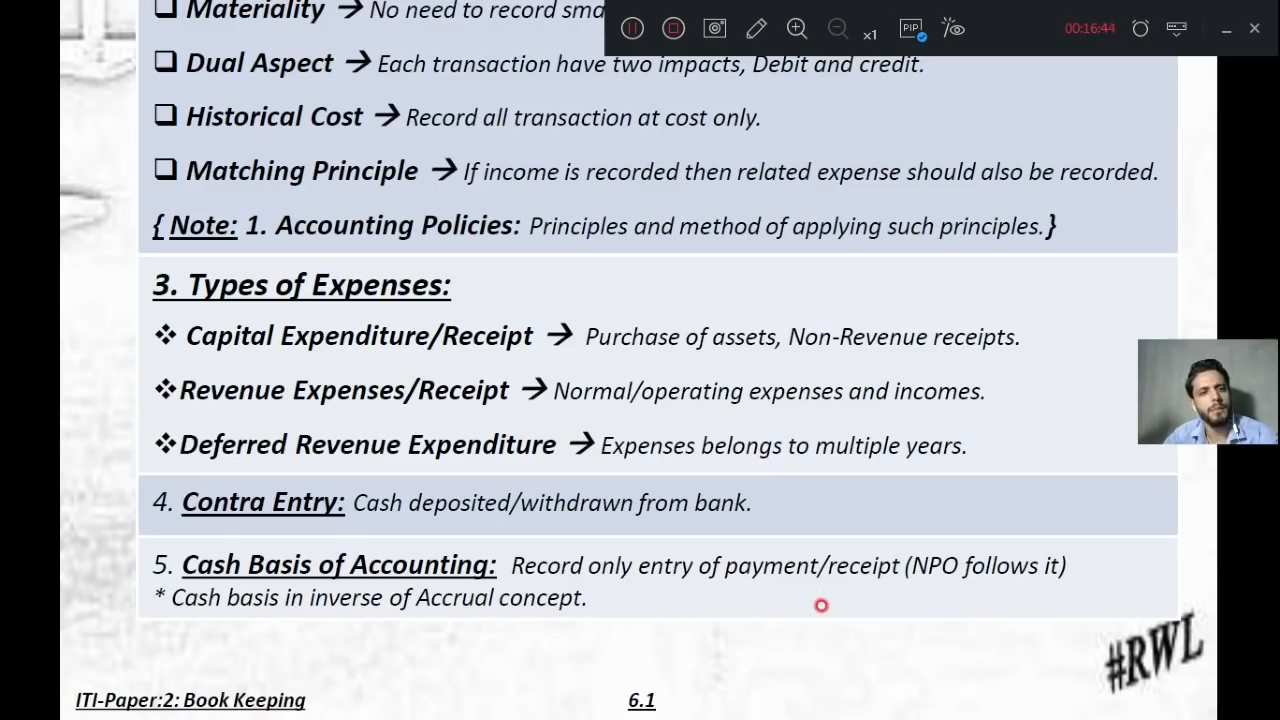 ❑ Materiality → No need to record sma
x1
PIP
00:16:44
❑ Dual Aspect → Each transaction have two impacts, Debit and credit.
❑ Historical Cost → Record all transaction at cost only.
❑ Matching Principle → If income is recorded then related expense should also be recorded.
{ Note: 1. Accounting Policies: Principles and method of applying such principles.}
3. Types of Expenses:
❖ Capital Expenditure/Receipt → Purchase of assets, Non-Revenue receipts.
❖Revenue Expenses/Receipt → Normal/operating expenses and incomes.
❖Deferred Revenue Expenditure → Expenses belongs to multiple years.
4. Contra Entry: Cash deposited/withdrawn from bank.
5. Cash Basis of Accounting: Record only entry of payment/receipt (NPO follows it)
* Cash basis in inverse of Accrual concept.
#RWL
ITI-Paper:2: Book Keeping
6.1